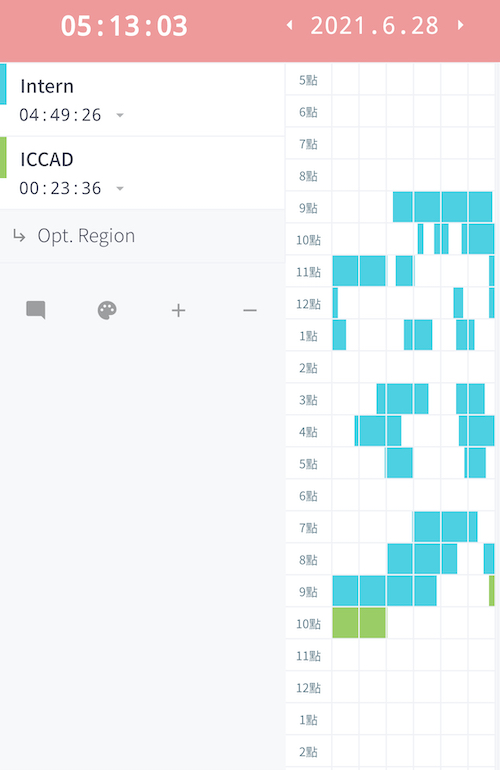 05:13:03
2021.6.28
Intern
04:49:26
ICCAD
00:23:36
Opt. Region
5點
6點
7點
8點
9點
10點
11點
12點
1點
2點
3點
4點
5點
6點
7點
8點
9點
10點
11點
12點
1點
2點